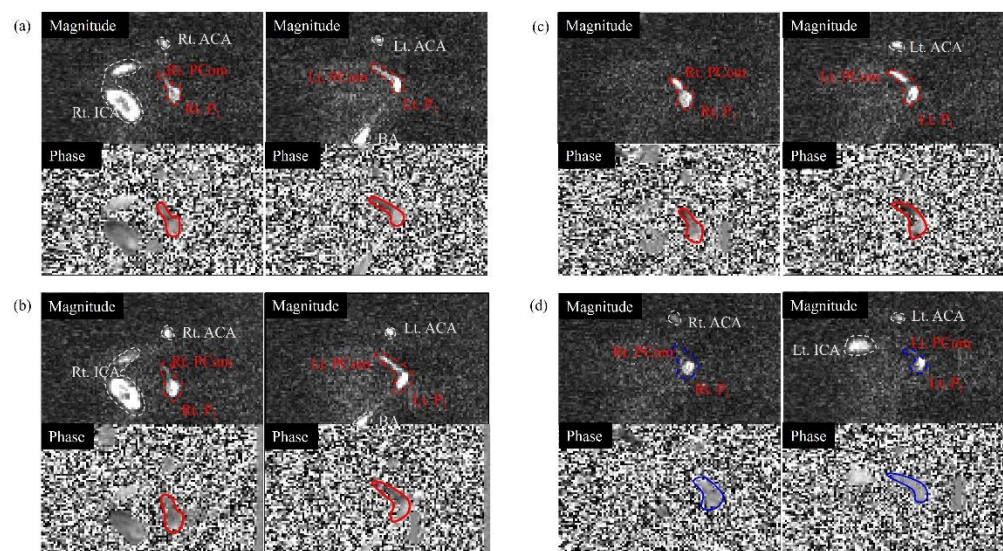 (a)
Magnitude
Rt. ACA
Rt. PCom
Rt. ICA
Rt. P₁
Phase
Magnitude
Lt. ACA
Lt. PCom
Lt. P₁
BA
Phase
(c)
Magnitude
Rt. PCom
Rt. P₁
Phase
Magnitude
Lt. ACA
Lt. PCom
Lt. P₁
Phase
(b)
Magnitude
Rt. ACA
Rt. PCom
Rt. ICA
Rt. P₁
Phase
Magnitude
Lt. ACA
Lt. PCom
Lt. P₁
BA
Phase
(d)
Magnitude
Rt. ACA
Rt. PCom
Rt. P₁
Phase
Magnitude
Lt. ACA
Lt. ICA
Lt. PCom
Lt. P₁
Phase